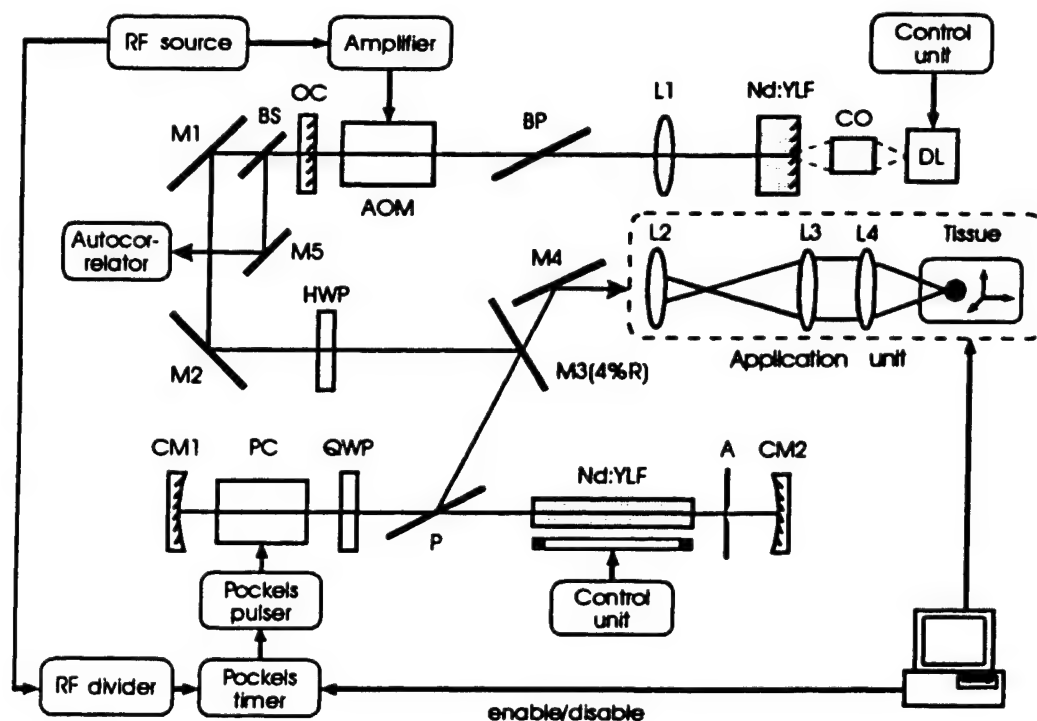 RF source
Amplifier
Control
unit
OC
BS
M1
BP
L1
Nd:YLF
CO
DL
AOM
Autocor-
relator
M5
M4
L2
L3
L4
Tissue
HWP
M2
M3(4%R)
Application unit
CM1
PC
QWP
P
Nd:YLF
A
CM2
Pockels
pulser
Control
unit
RF divider
Pockels
timer
enable/disable